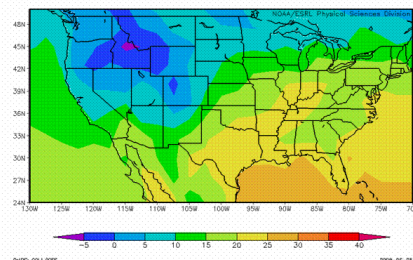 NOAA/ESRL Physical Sciences Division
48N
45N
42N
39N
36N
33N
30N
27N
24N
130W 125W 120W 115W 110W 105W 100W 95W 90W 85W 80W 75W 70
-5 0 5 10 15 20 25 30 35 40